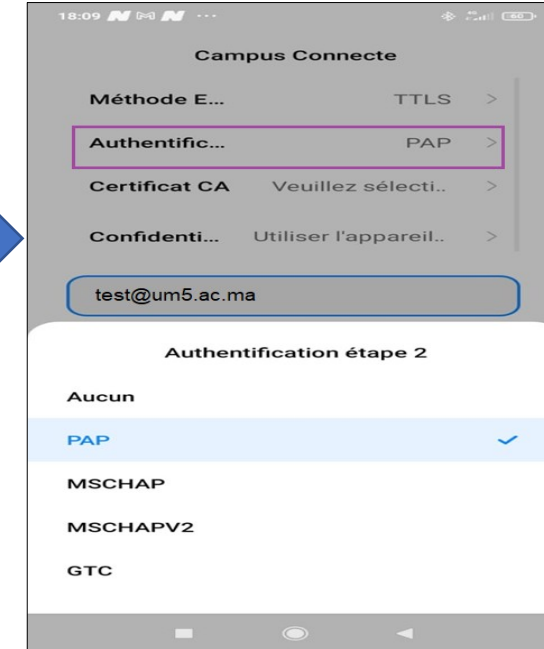 18:09
60
Campus Connecte
Méthode E... TTLS >
Authentific... PAP >
Certificat CA Veuillez sélecti.. >
Confidenti... Utiliser l'appareil.. >
test@um5.ac.ma
Authentification étape 2
Aucun
PAP
MSCHAP
MSCHAPV2
GTC